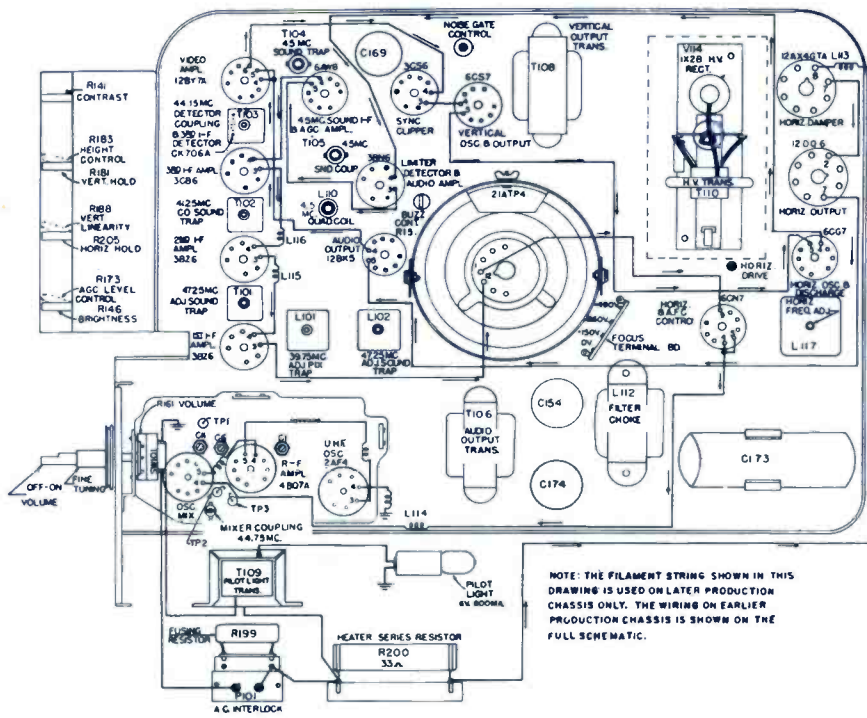 R141
CONTRAST
R183
HEIGHT
CONTROL
R181
VERT. HOLD
R188
VERT
LINEARITY
R205
HORIZ HOLD
R173
AGC LEVEL
CONTROL
R146
BRIGHTNESS
VIDEO
AMPL.
12BY7A
44.15MC
DETECTOR
COUPLING
& 3RD I-F
DETECTOR
CK706A
T103
3RD I-F AMPL.
3CB6
41.25MC
CO SOUND
TRAP
T102
2ND I-F
AMPL
3BZ6
47.25MC
ADJ SOUND
TRAP
T101
1ST I-F
AMPL.
3BZ6
T104
4.5 MC
SOUND TRAP
6AW8
C169
4.5MC SOUND I-F
& AGC AMPL.
T105
4.5MC
SND COUP
3BN6
LIMITER
DETECTOR &
AUDIO AMPL.
L110
4.5
MC
QUAD COIL
BUZZ
CONT.
L116
L115
AUDIO
OUTPUT
12BX5
L101
39.75MC
ADJ PIX
TRAP
L102
47.25MC
ADJ SOUND
TRAP
3CS6
SYNC
CLIPPER
NOISE GATE
CONTROL
6CS7
VERTICAL
OSC & OUTPUT
VERTICAL
OUTPUT
TRANS.
T108
V114
1X2B H.V.
RECT.
H.V. TRANS.
T110
12AX4GTA
L113
HORIZ DAMPER
12DQ6
HORIZ OUTPUT
6CG7
HORIZ
DRIVE
HORIZ OSC &
DISCHARGE
HORIZ
FREQ. ADJ
L117
21ATP4
FOCUS
TERMINAL BD
HORIZ.
& A.F.C
CONTROL
6CN7
R161 VOLUME
TP1
R-F
AMPL
4BQ7A
UHF
OSC
2AF4
OSC
MIX
TP3
TP2
MIXER COUPLING
44.75MC.
L114
OFF-ON
VOLUME
FINE
TUNING
T106
AUDIO
OUTPUT
TRANS.
C154
C174
L112
FILTER
CHOKE
C173
T109
PILOT LIGHT
TRANS.
PILOT
LIGHT
FUSING
RESISTOR
R199
P101
A.C. INTERLOCK
HEATER SERIES RESISTOR
R200
33Ω
NOTE: THE FILAMENT STRING SHOWN IN THIS
DRAWING IS USED ON LATER PRODUCTION
CHASSIS ONLY. THE WIRING ON EARLIER
PRODUCTION CHASSIS IS SHOWN ON THE
FULL SCHEMATIC.